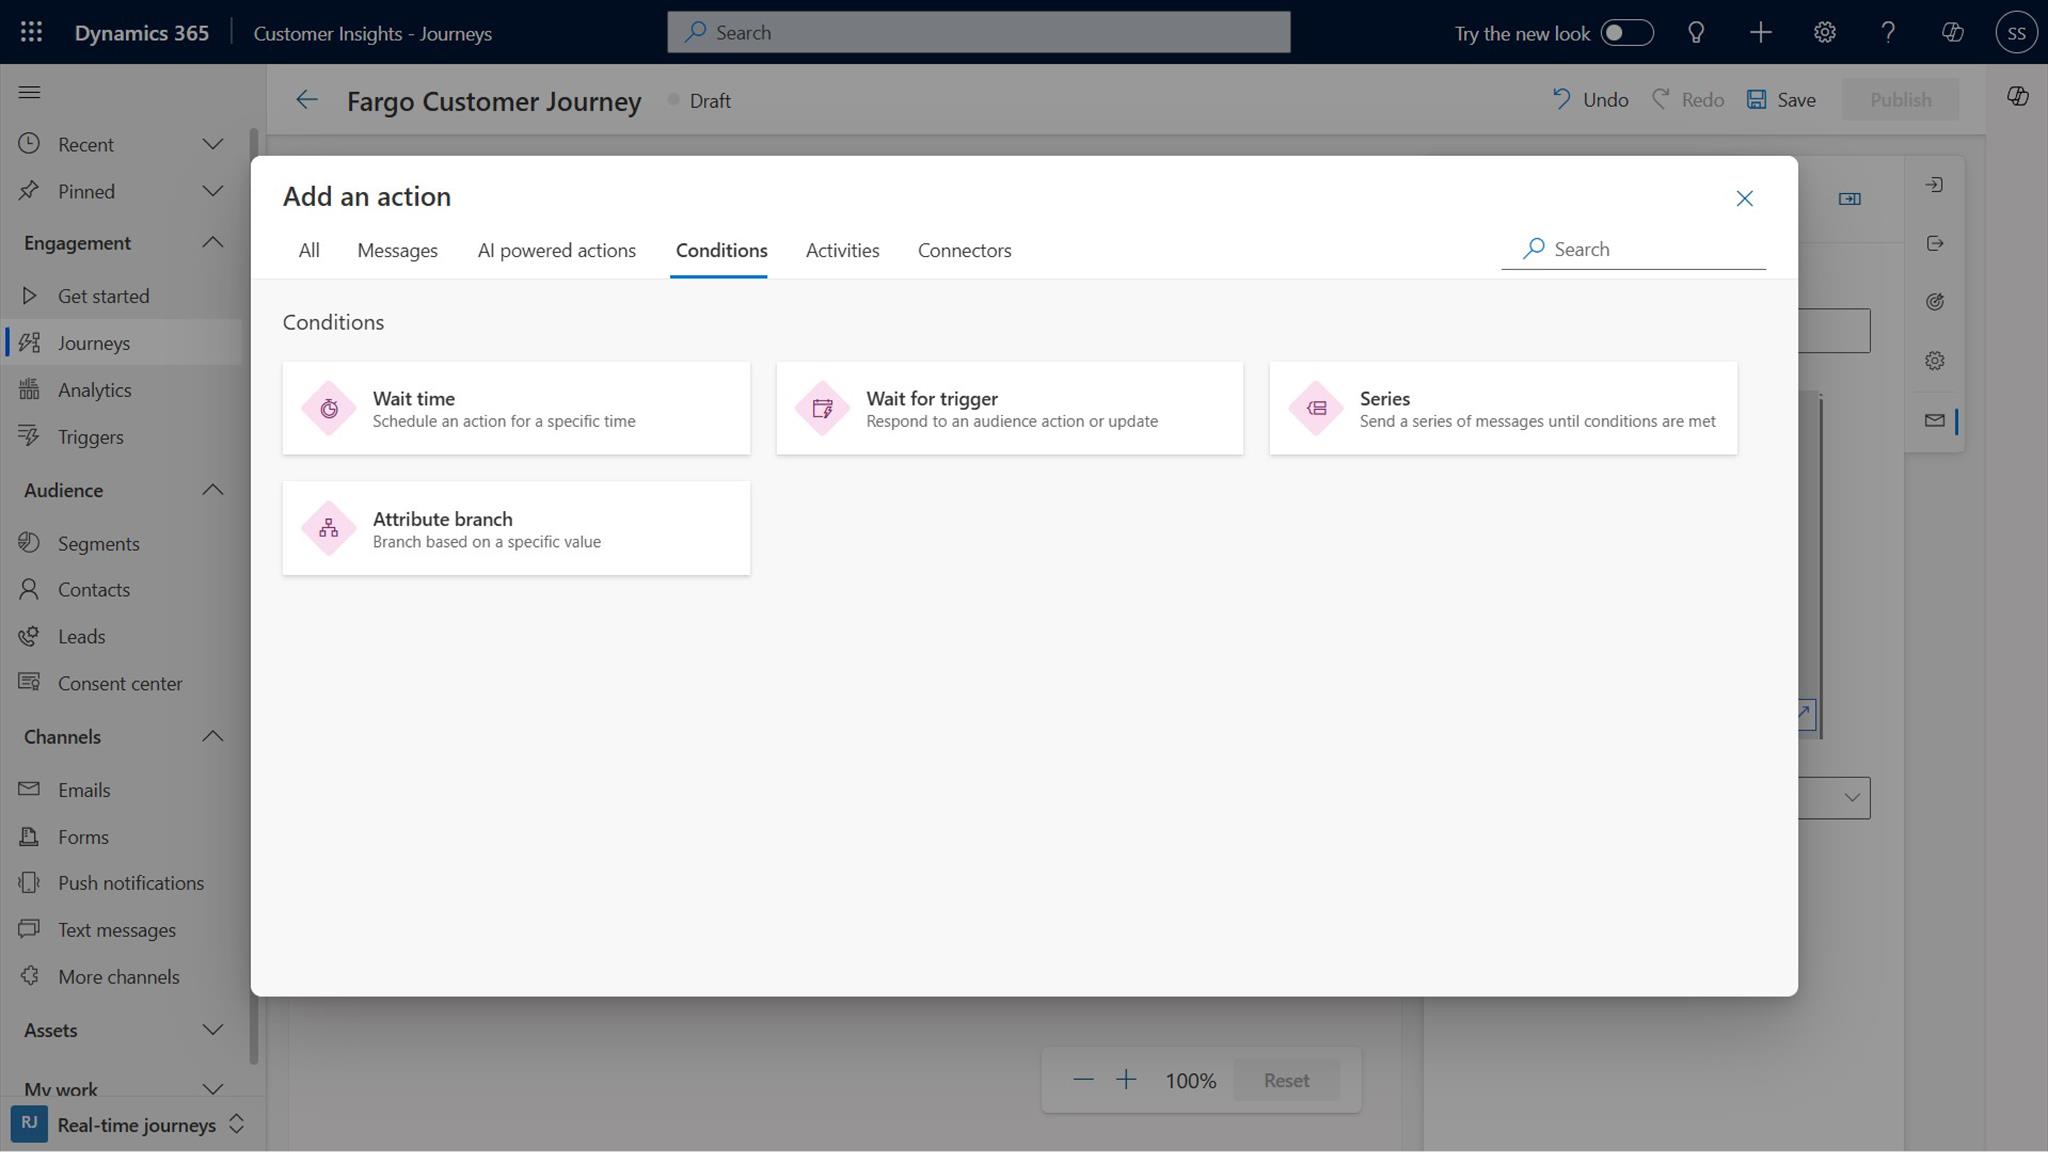 Dynamics 365
Customer Insights - Journeys
Search
Try the new look
SS
Fargo Customer Journey
Draft
Undo
Redo
Save
Publish
Recent
Pinned
Engagement
Get started
Journeys
Analytics
Triggers
Audience
Segments
Contacts
Leads
Consent center
Channels
Emails
Forms
Push notifications
Text messages
More channels
Assets
My work
RJ
Real-time journeys
Add an action
All
Messages
AI powered actions
Conditions
Activities
Connectors
Search
Conditions
Wait time
Schedule an action for a specific time
Wait for trigger
Respond to an audience action or update
Series
Send a series of messages until conditions are met
Attribute branch
Branch based on a specific value
100%
Reset